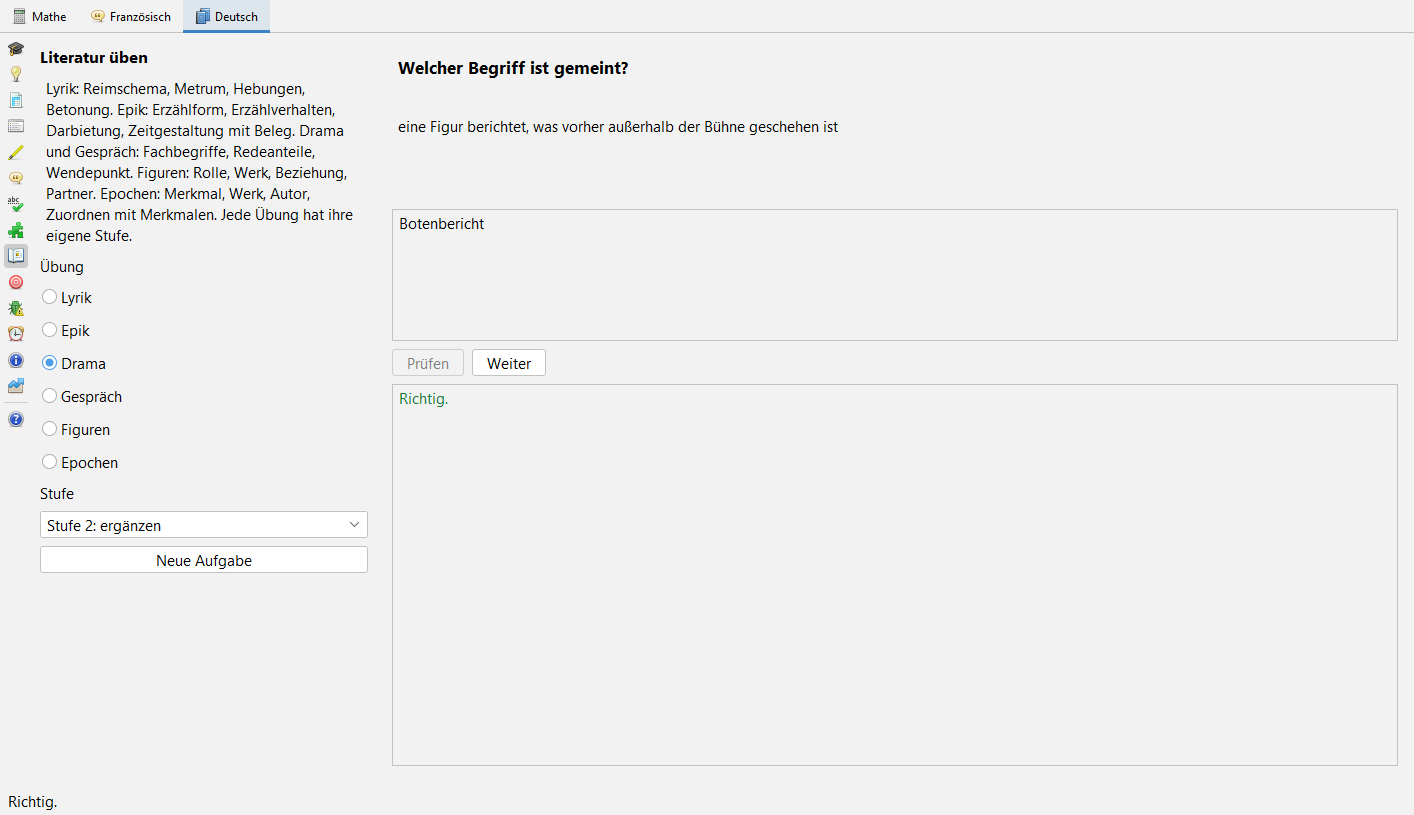 Mathe
Französisch
Deutsch
Literatur üben
Lyrik: Reimschema, Metrum, Hebungen,
Betonung. Epik: Erzählform, Erzählverhalten,
Darbietung, Zeitgestaltung mit Beleg. Drama
und Gespräch: Fachbegriffe, Redeanteile,
Wendepunkt. Figuren: Rolle, Werk, Beziehung,
Partner. Epochen: Merkmal, Werk, Autor,
Zuordnen mit Merkmalen. Jede Übung hat ihre
eigene Stufe.
Übung
Lyrik
Epik
Drama
Gespräch
Figuren
Epochen
Stufe
Stufe 2: ergänzen
Neue Aufgabe
Welcher Begriff ist gemeint?
eine Figur berichtet, was vorher außerhalb der Bühne geschehen ist
Botenbericht
Prüfen
Weiter
Richtig.
Richtig.